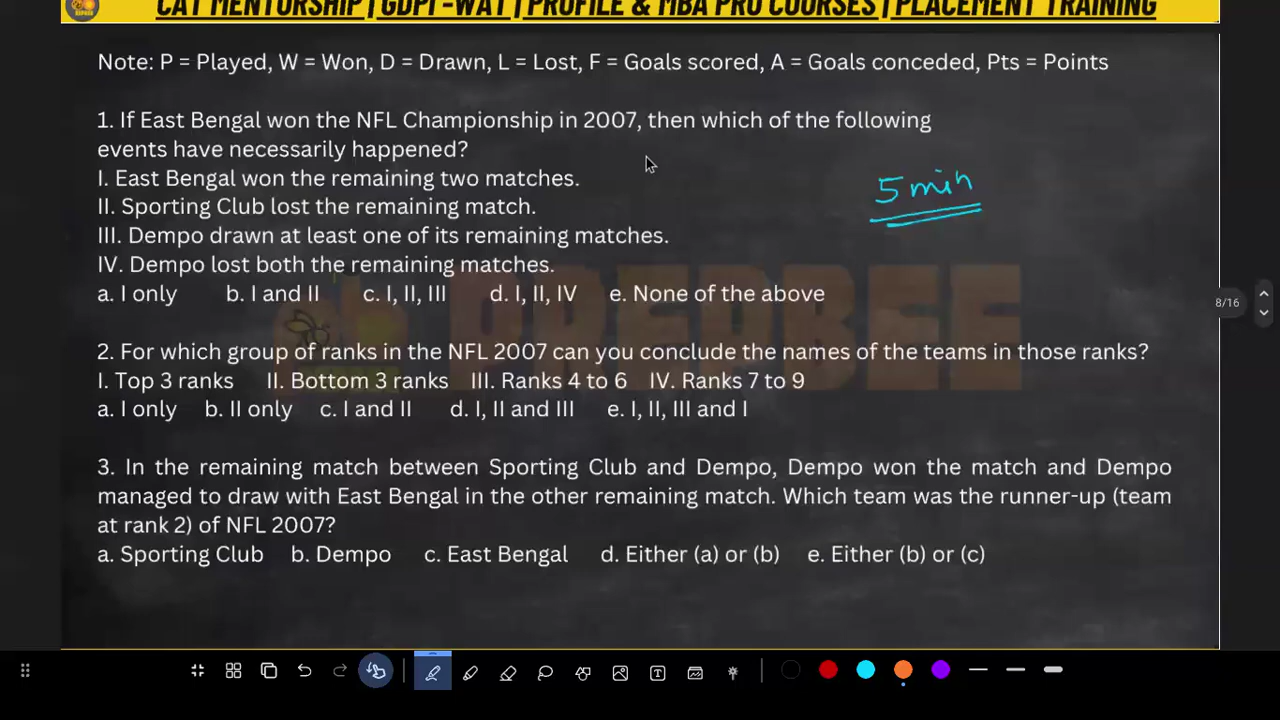 CAT MENTORSHIP | GDPI -WAT | PROFILE & MBA PRO COURSES | PLACEMENT TRAINING
Note: P = Played, W = Won, D = Drawn, L = Lost, F = Goals scored, A = Goals conceded, Pts = Points
1. If East Bengal won the NFL Championship in 2007, then which of the following
events have necessarily happened?
I. East Bengal won the remaining two matches.
5 min
II. Sporting Club lost the remaining match.
III. Dempo drawn at least one of its remaining matches.
IV. Dempo lost both the remaining matches.
a. I only b. I and II c. I, II, III d. I, II, IV e. None of the above
8/16
PREPBEE
2. For which group of ranks in the NFL 2007 can you conclude the names of the teams in those ranks?
I. Top 3 ranks II. Bottom 3 ranks III. Ranks 4 to 6 IV. Ranks 7 to 9
a. I only b. II only c. I and II d. I, II and III e. I, II, III and I
3. In the remaining match between Sporting Club and Dempo, Dempo won the match and Dempo
managed to draw with East Bengal in the other remaining match. Which team was the runner-up (team
at rank 2) of NFL 2007?
a. Sporting Club b. Dempo c. East Bengal d. Either (a) or (b) e. Either (b) or (c)